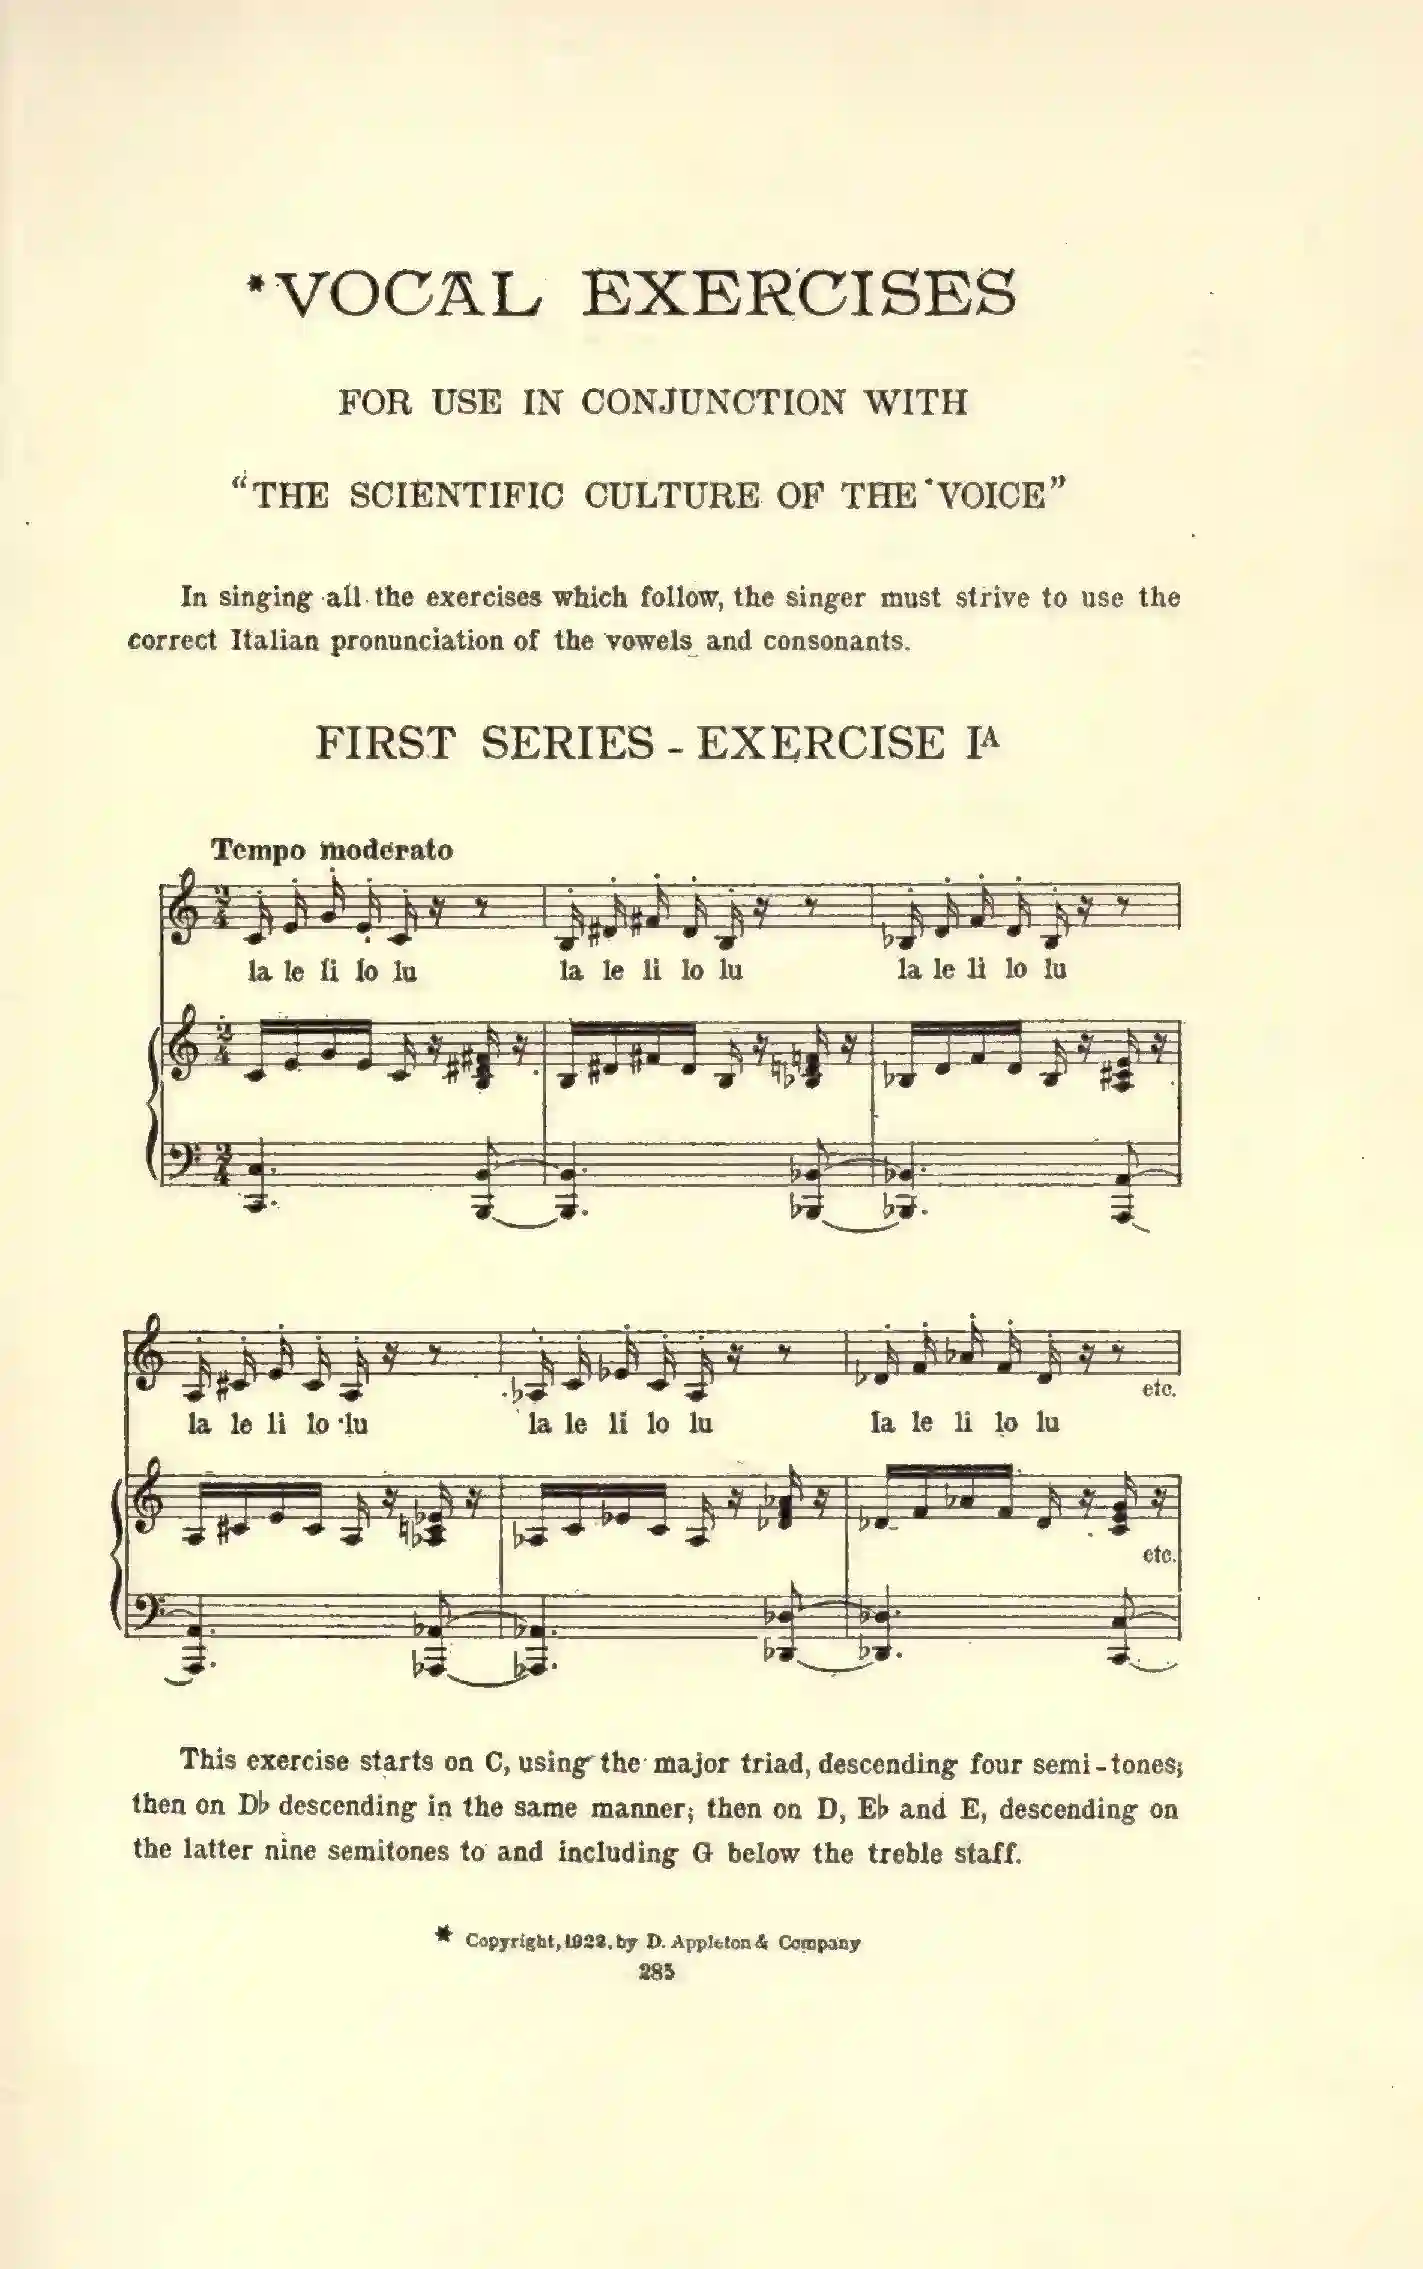 *VOCAL EXERCISES
FOR USE IN CONJUNCTION WITH
"THE SCIENTIFIC CULTURE OF THE VOICE"
In singing all the exercises which follow, the singer must strive to use the
correct Italian pronunciation of the vowels and consonants.
FIRST SERIES - EXERCISE Iᴬ
Tempo moderato
la le li lo lu la le li lo lu la le li lo lu
etc.
la le li lo lu la le li lo lu la le li lo lu
etc.
This exercise starts on C, using the major triad, descending four semi-tones;
then on D♭ descending in the same manner; then on D, E♭ and E, descending on
the latter nine semitones to and including G below the treble staff.
* Copyright, 1922, by D. Appleton & Company
285